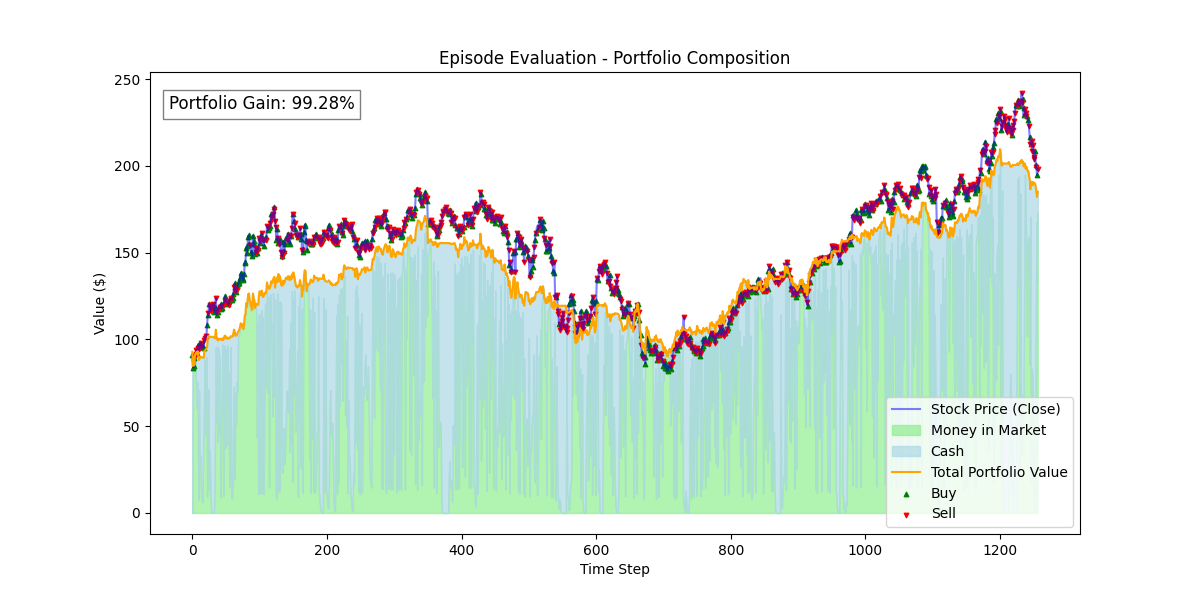 Episode Evaluation - Portfolio Composition
Portfolio Gain: 99.28%
Value ($)
250
200
150
100
50
0
0 200 400 600 800 1000 1200
Time Step
Stock Price (Close)
Money in Market
Cash
Total Portfolio Value
Buy
Sell